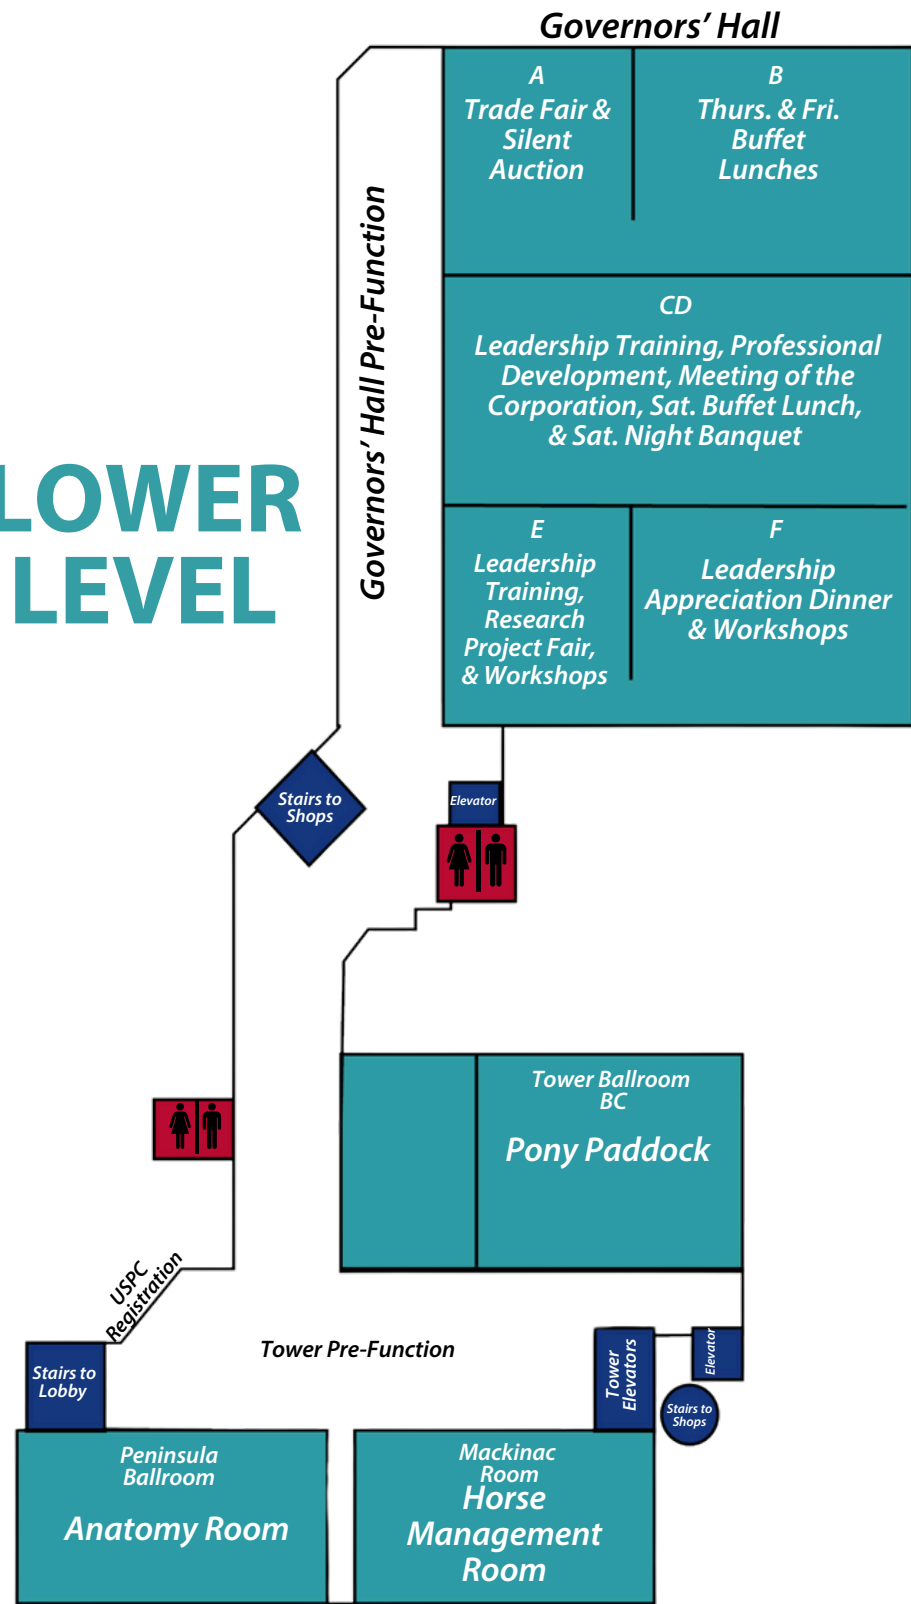 Governors' Hall
A
Trade Fair &
Silent
Auction
B
Thurs. & Fri.
Buffet
Lunches
Governors' Hall Pre-Function
CD
Leadership Training, Professional
Development, Meeting of the
Corporation, Sat. Buffet Lunch,
& Sat. Night Banquet
LOWER
LEVEL
E
Leadership
Training,
Research
Project Fair,
& Workshops
F
Leadership
Appreciation Dinner
& Workshops
Stairs to
Shops
Elevator
Tower Ballroom
BC
Pony Paddock
USPC
Registration
Tower Pre-Function
Stairs to
Lobby
Tower
Elevators
Elevator
Stairs to
Shops
Peninsula
Ballroom
Anatomy Room
Mackinac
Room
Horse
Management
Room